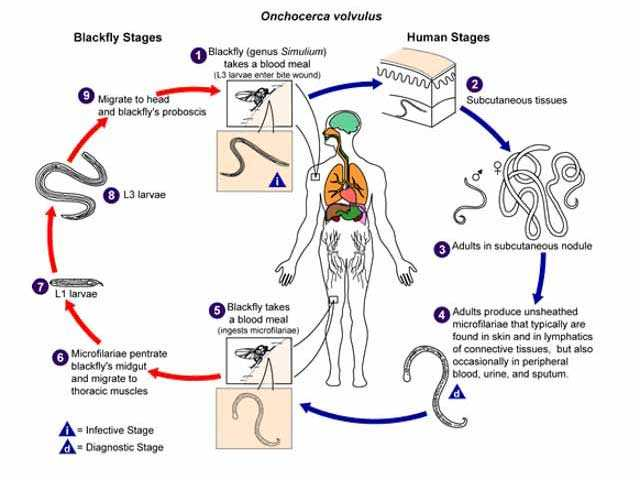 Onchocerca volvulus
Blackfly Stages
Human Stages
1 Blackfly (genus Simulium)
takes a blood meal
(L3 larvae enter bite wound)
i
2
Subcutaneous tissues
♂ ♀
3 Adults in subcutaneous nodule
4 Adults produce unsheathed
microfilariae that typically are
found in skin and in lymphatics
of connective tissues, but also
occasionally in peripheral
blood, urine, and sputum.
d
5 Blackfly takes
a blood meal
(ingests microfilariae)
6 Microfilariae pentrate
blackfly's midgut
and migrate to
thoracic muscles
7
L1 larvae
8 L3 larvae
9 Migrate to head
and blackfly's proboscis
i = Infective Stage
d = Diagnostic Stage